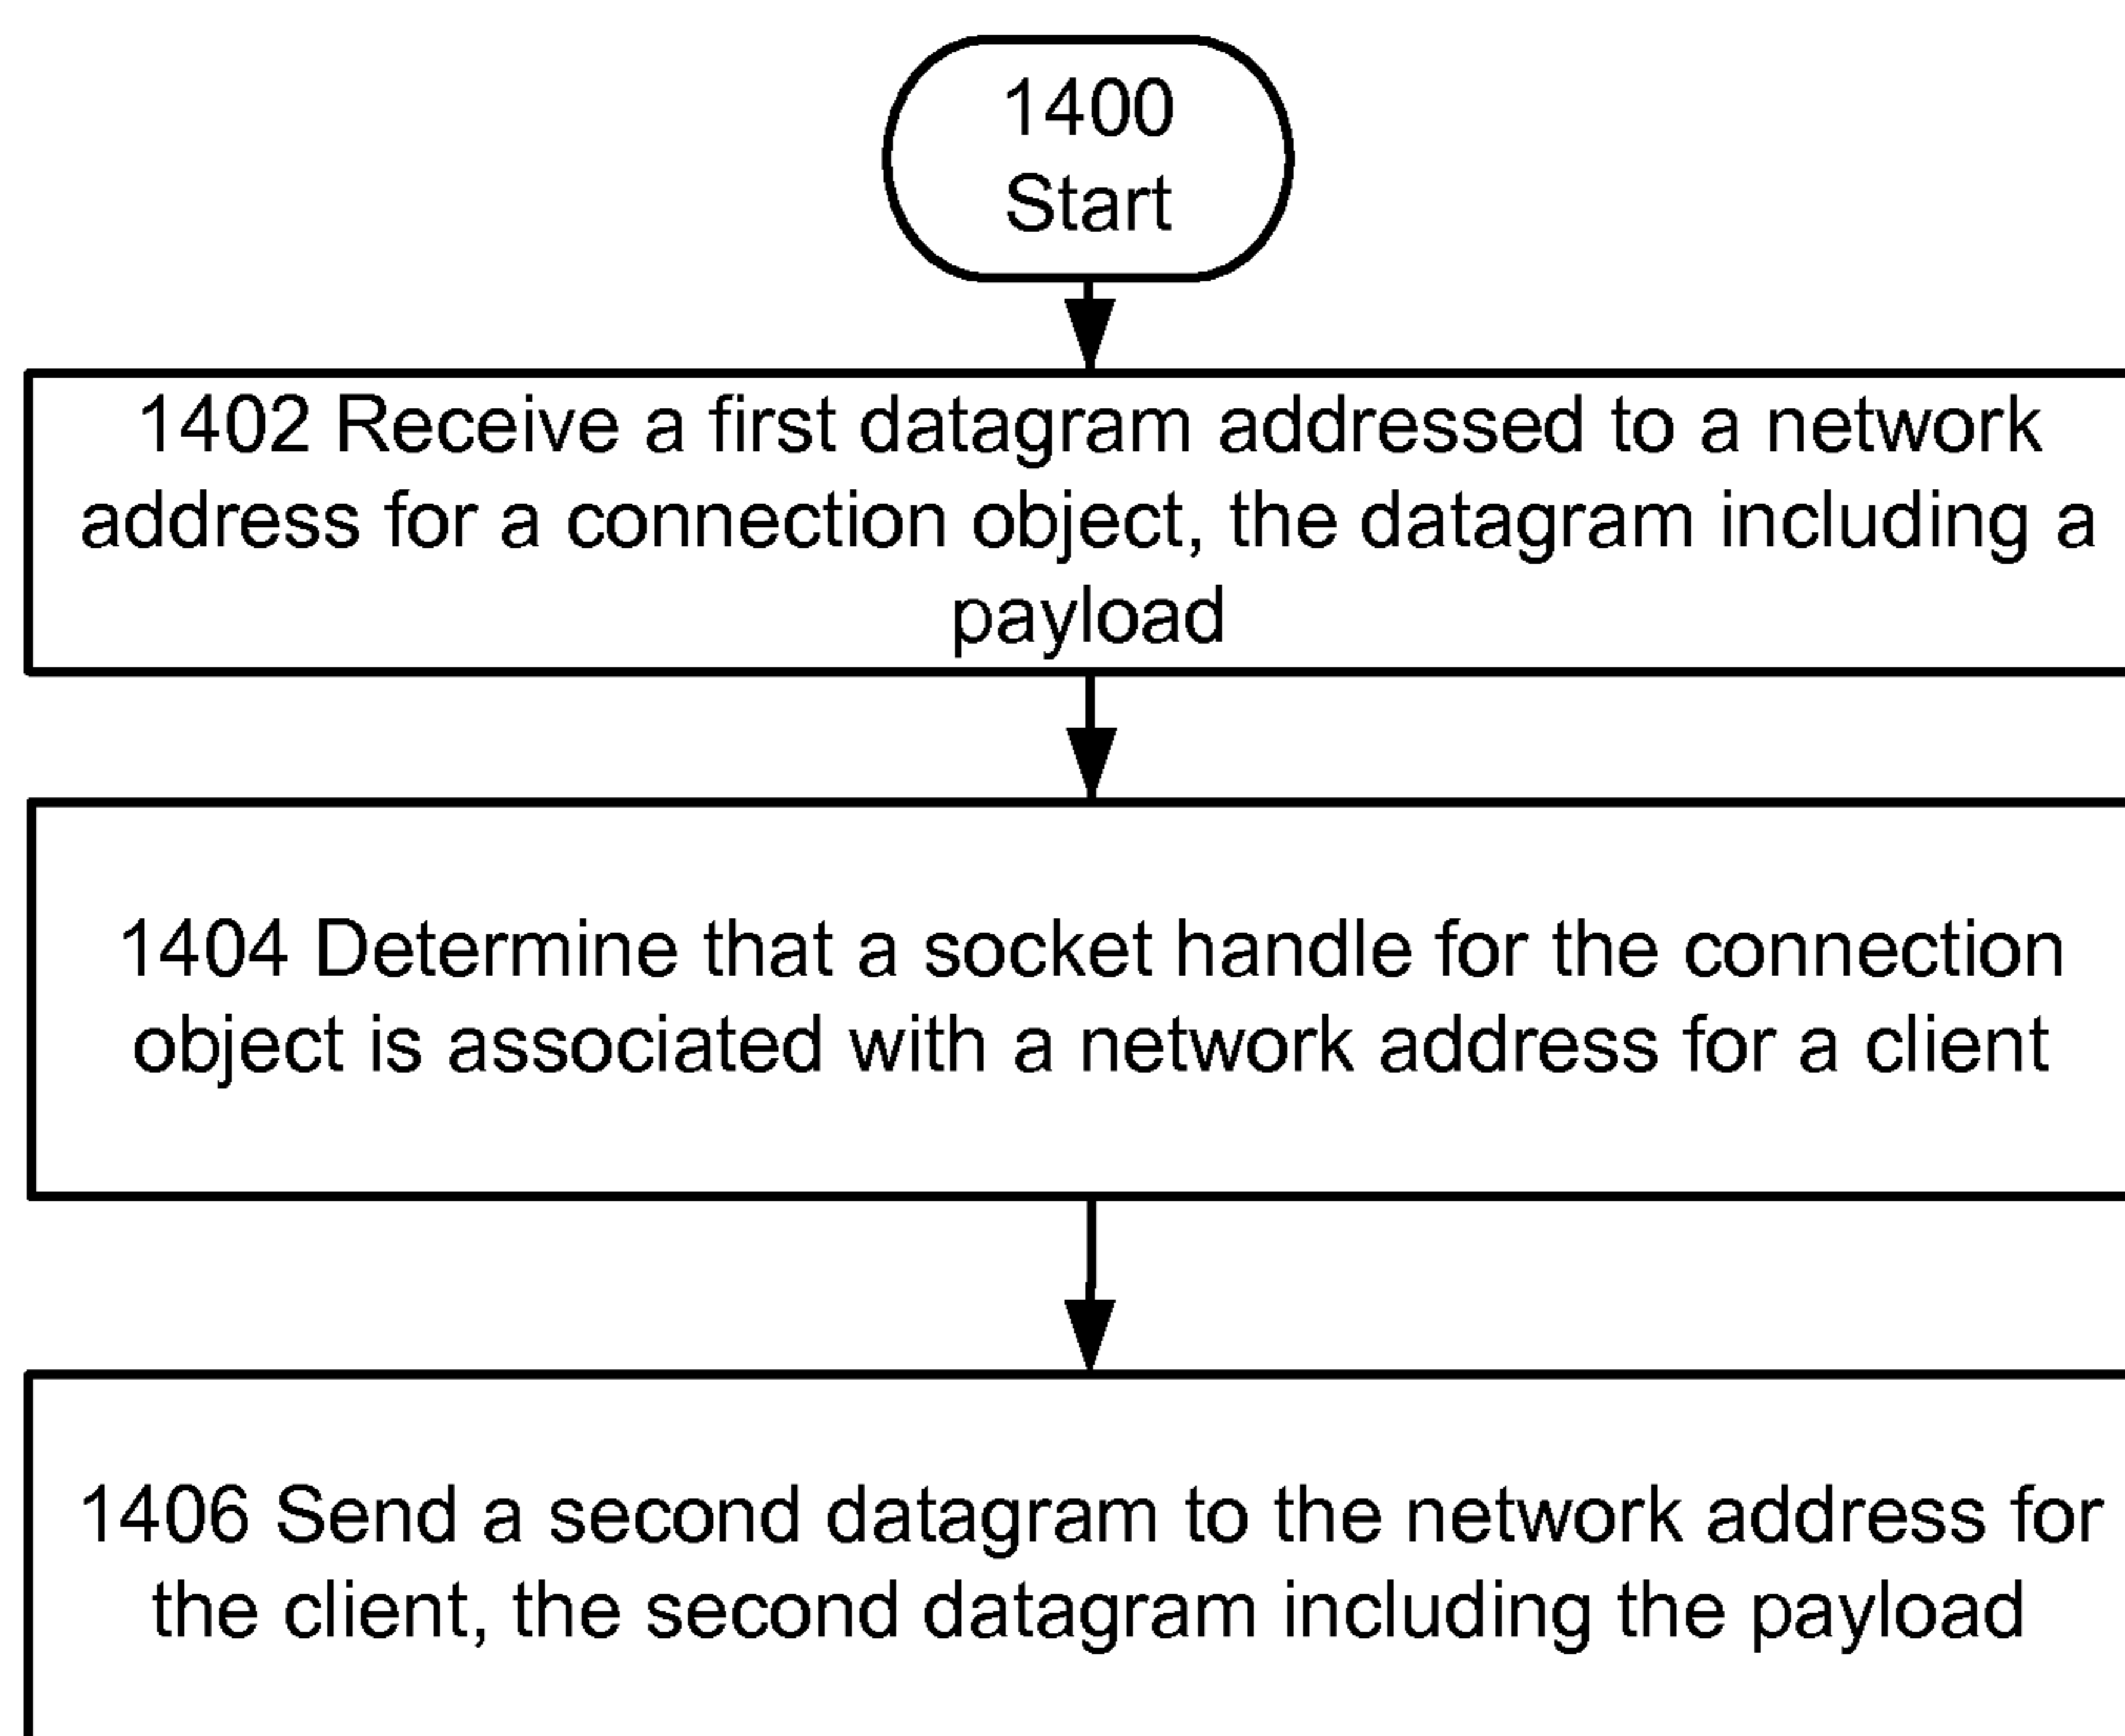 1400
Start
1402 Receive a first datagram addressed to a network
address for a connection object, the datagram including a
payload
1404 Determine that a socket handle for the connection
object is associated with a network address for a client
1406 Send a second datagram to the network address for
the client, the second datagram including the payload